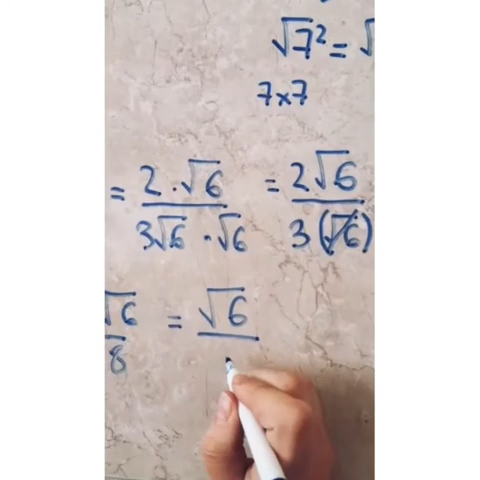 √7² = √
7×7
= 2 · √6 / 3√6 · √6 = 2√6 / 3(√6)
√6 / 8 = √6 /